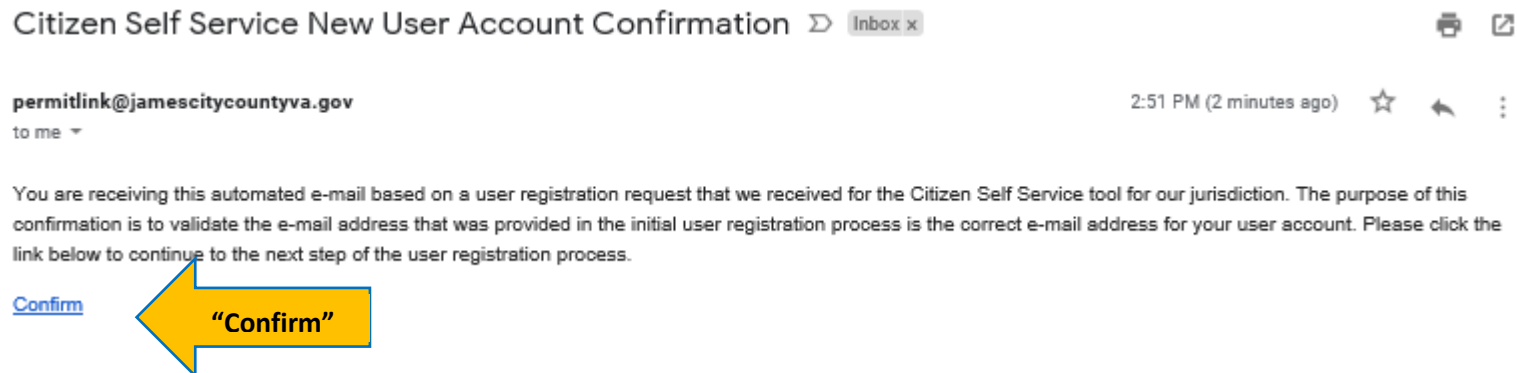 Citizen Self Service New User Account Confirmation Inbox x
permitlink@jamescitycountyva.gov 2:51 PM (2 minutes ago)
to me
You are receiving this automated e-mail based on a user registration request that we received for the Citizen Self Service tool for our jurisdiction. The purpose of this
confirmation is to validate the e-mail address that was provided in the initial user registration process is the correct e-mail address for your user account. Please click the
link below to continue to the next step of the user registration process.
Confirm “Confirm”